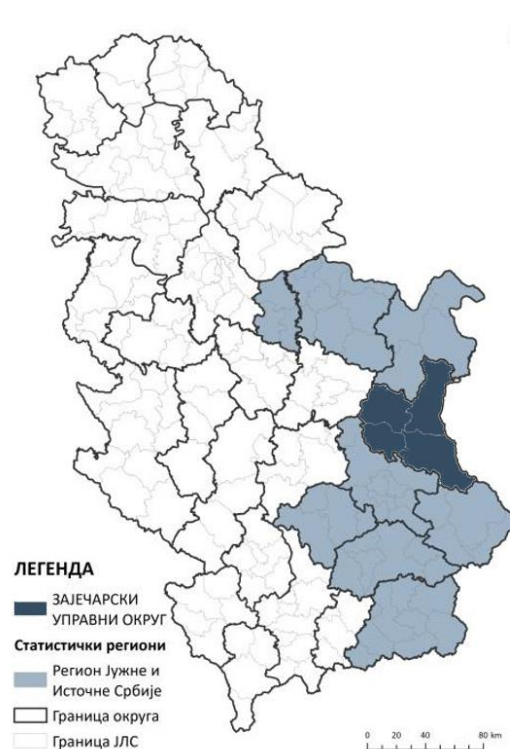 ЛЕГЕНДА
ЗАЈЕЧАРСКИ
УПРАВНИ ОКРУГ
Статистички региони
Регион Јужне и
Источне Србије
Граница округа
Граница ЈЛС
0 20 40 80 km